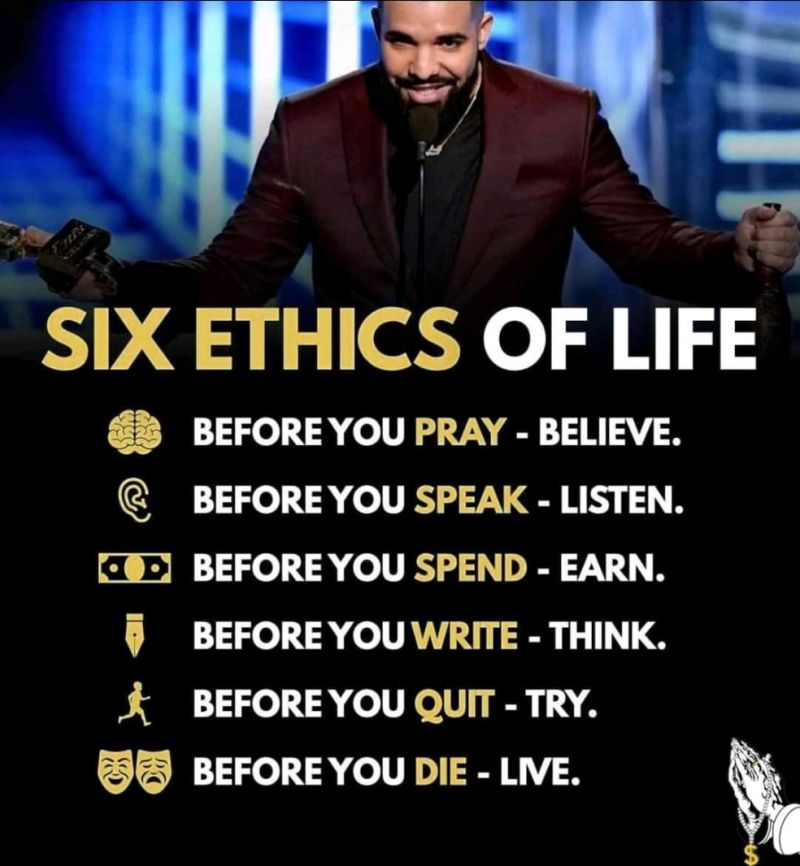 SIX ETHICS OF LIFE
BEFORE YOU PRAY - BELIEVE.
BEFORE YOU SPEAK - LISTEN.
BEFORE YOU SPEND - EARN.
BEFORE YOU WRITE - THINK.
BEFORE YOU QUIT - TRY.
BEFORE YOU DIE - LIVE.
$